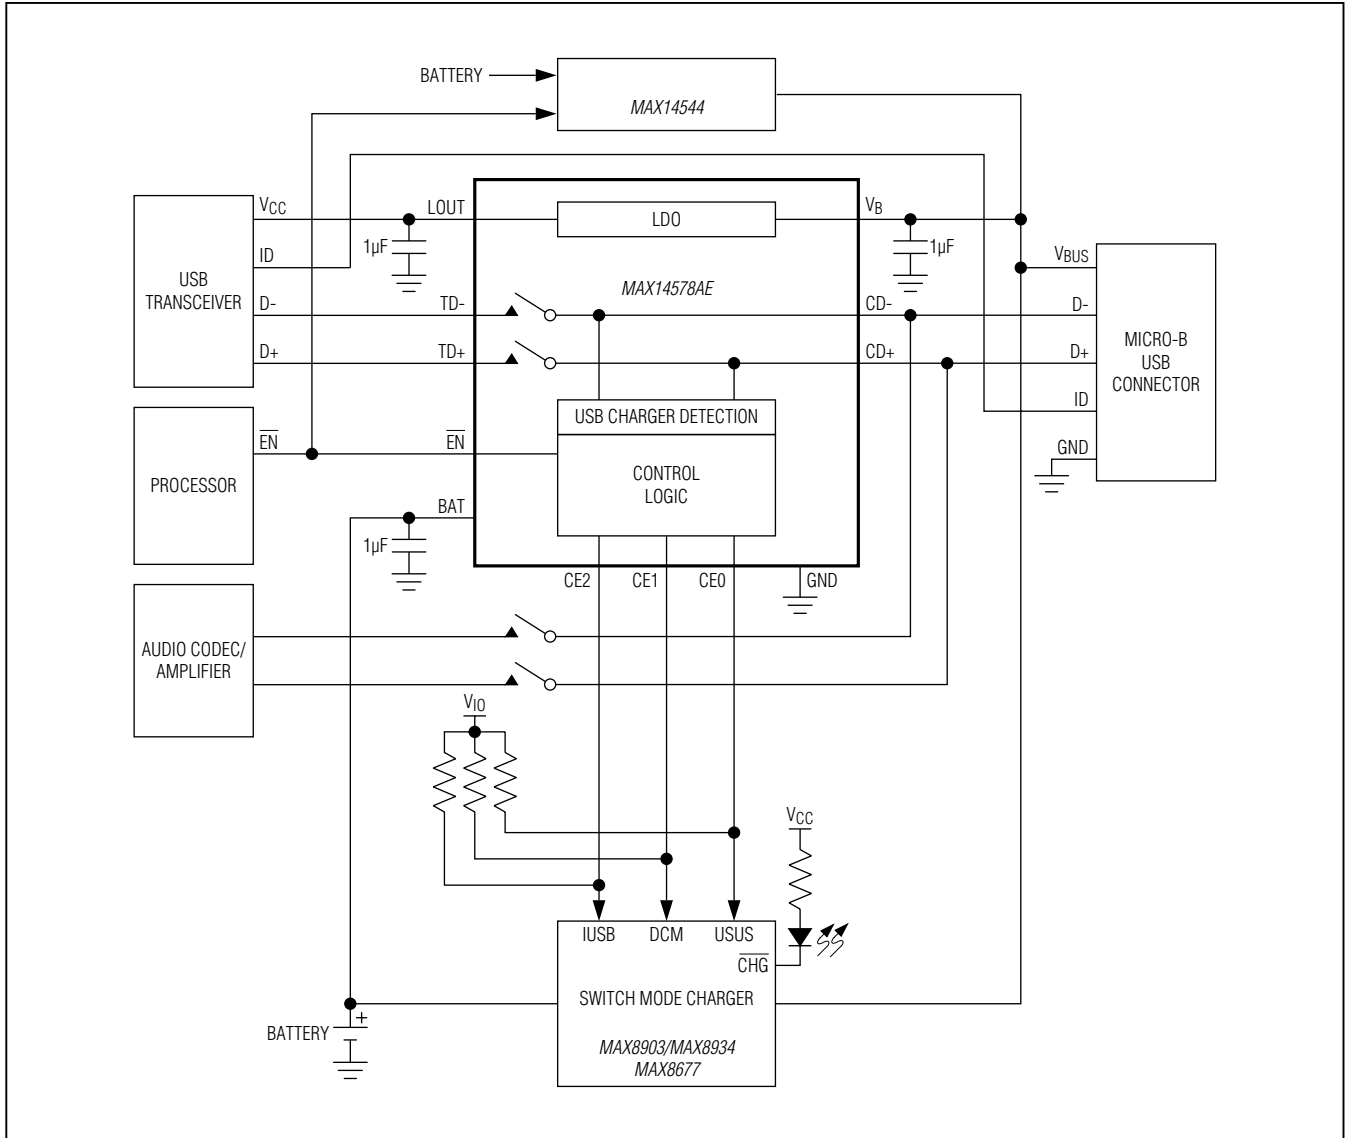 BATTERY
MAX14544
VCC
LOUT
LDO
VB
1µF
1µF
ID
USB
TRANSCEIVER
MAX14578AE
VBUS
D-
TD-
CD-
D-
D+
TD+
CD+
D+
MICRO-B
USB
CONNECTOR
USB CHARGER DETECTION
ID
EN
EN
GND
PROCESSOR
CONTROL
LOGIC
BAT
1µF
CE2
CE1
CE0
GND
AUDIO CODEC/
AMPLIFIER
VIO
VCC
IUSB
DCM
USUS
CHG
SWITCH MODE CHARGER
BATTERY
+
MAX8903/MAX8934
MAX8677